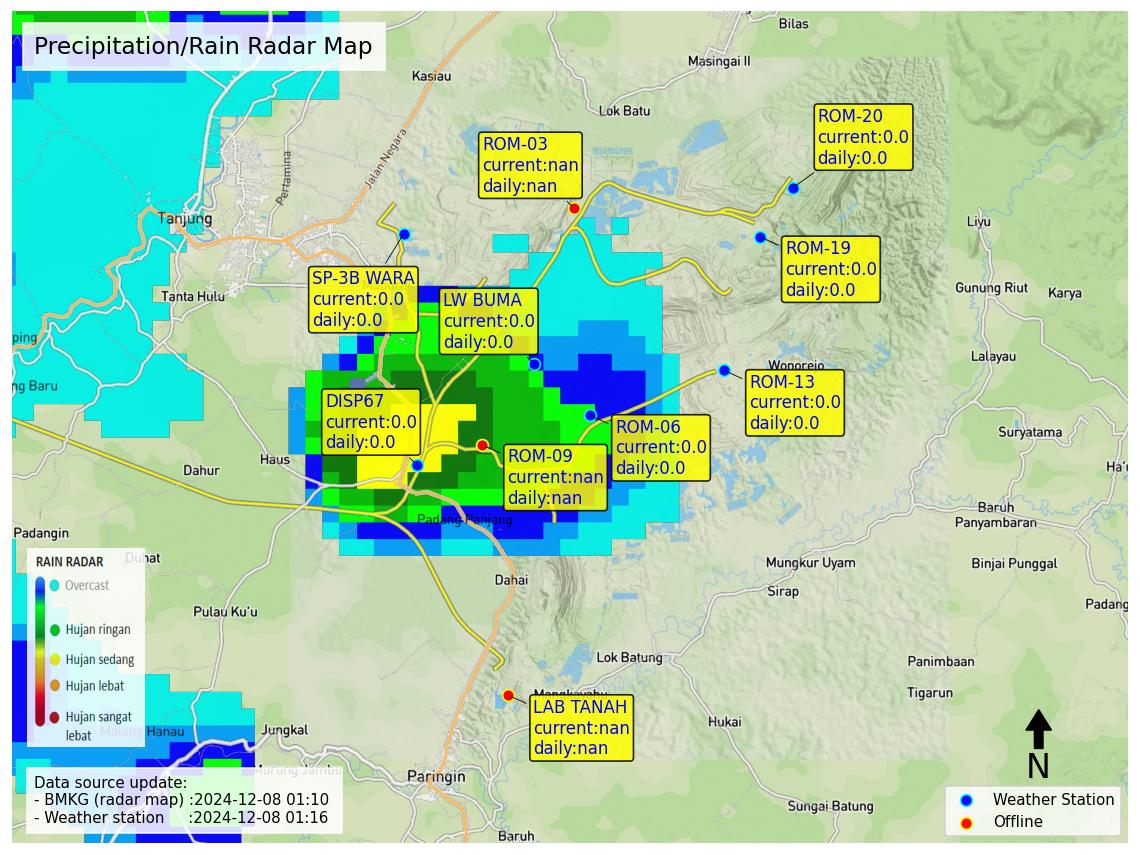 Precipitation/Rain Radar Map
Bilas
Masingai II
Kasiau
Lok Batu
ROM-20
current:0.0
daily:0.0
ROM-03
current:nan
daily:nan
Jalan Negara
Pertamina
Tanjung
Liyu
ROM-19
current:0.0
daily:0.0
SP-3B WARA
current:0.0
daily:0.0
LW BUMA
current:0.0
daily:0.0
Tanta Hulu
Gunung Riut
Karya
ping
Lalayau
Wonorejo
ng Baru
ROM-13
current:0.0
daily:0.0
DISP67
current:0.0
daily:0.0
ROM-06
current:0.0
daily:0.0
Suryatama
Haus
Dahur
ROM-09
current:nan
daily:nan
Ha'u
Baruh
Panyambaran
Padang Panjang
Padangin
Duhat
Mungkur Uyam
Binjai Punggal
Dahai
Sirap
Padang
Pulau Ku'u
RAIN RADAR
Overcast
Hujan ringan
Hujan sedang
Hujan lebat
Hujan sangat
lebat
Lok Batung
Panimbaan
Tigarun
Mangkayahu
LAB TANAH
current:nan
daily:nan
Hukai
Matang Hanau
Jungkal
Murung Jambu
Paringin
N
Sungai Batung
Baruh
Data source update:
- BMKG (radar map) :2024-12-08 01:10
- Weather station :2024-12-08 01:16
Weather Station
Offline